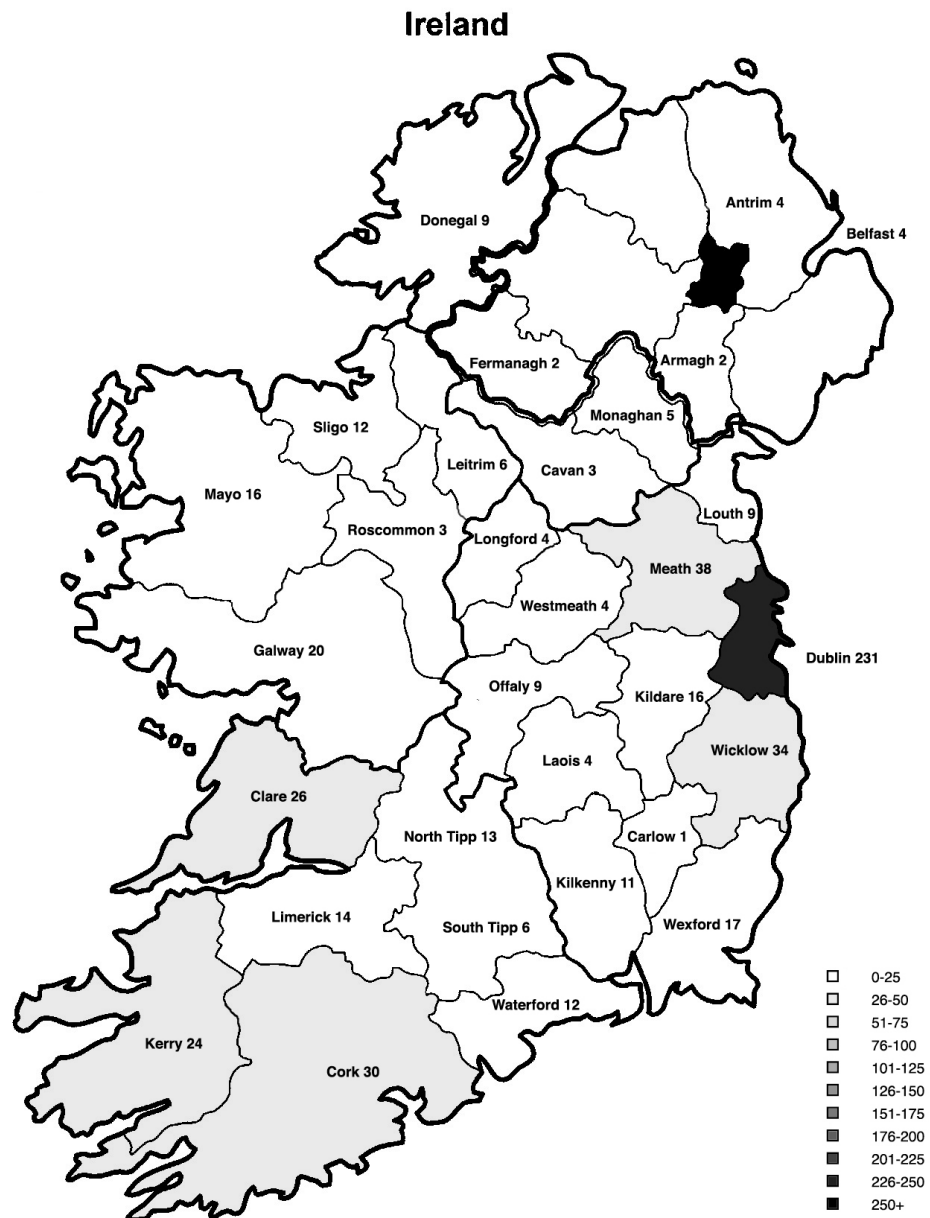 Ireland
Antrim 4
Donegal 9
Belfast 4
Fermanagh 2
Armagh 2
Monaghan 5
Sligo 12
Leitrim 6
Cavan 3
Mayo 16
Louth 9
Roscommon 3
Longford 4
Meath 38
Westmeath 4
Galway 20
Dublin 231
Offaly 9
Kildare 16
Wicklow 34
Laois 4
Clare 26
North Tipp 13
Carlow 1
Kilkenny 11
Limerick 14
Wexford 17
South Tipp 6
Waterford 12
Kerry 24
Cork 30
0-25
26-50
51-75
76-100
101-125
126-150
151-175
176-200
201-225
226-250
250+